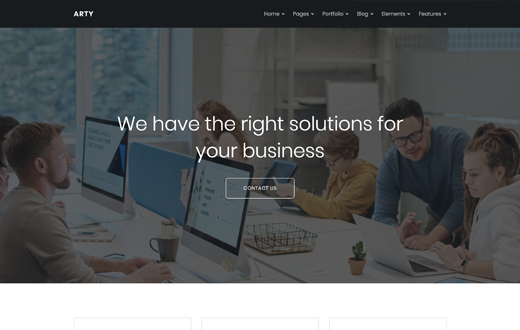 ARTY
Home Pages Portfolio Blog Elements Features
We have the right solutions for
your business
CONTACT US